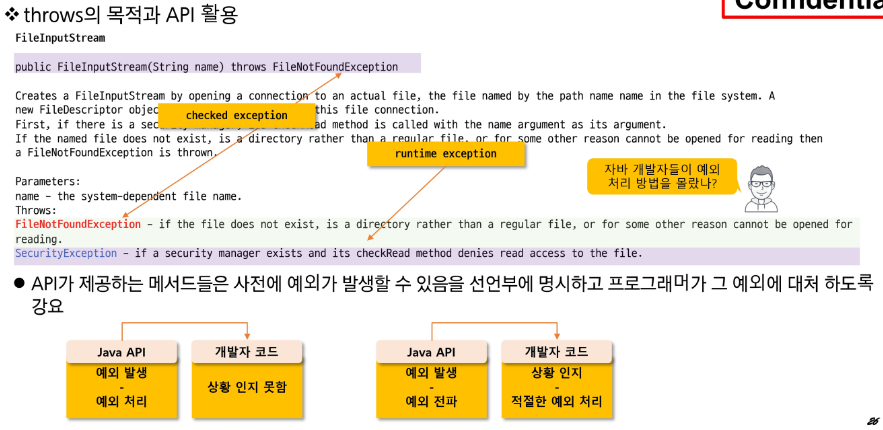 ❖throws의 목적과 API 활용
FileInputStream
public FileInputStream(String name) throws FileNotFoundException
Creates a FileInputStream by opening a connection to an actual file, the file named by the path name name in the file system. A
new FileDescriptor objec this file connection.
checked exception
First, if there is a sec ad method is called with the name argument as its argument.
If the named file does not exist, is a directory rather than a regular file, or for some other reason cannot be opened for reading then
a FileNotFoundException is thrown.
runtime exception
자바 개발자들이 예외
처리 방법을 몰랐나?
Parameters:
name – the system-dependent file name.
Throws:
FileNotFoundException – if the file does not exist, is a directory rather than a regular file, or for some other reason cannot be opened for
reading.
SecurityException – if a security manager exists and its checkRead method denies read access to the file.
● API가 제공하는 메서드들은 사전에 예외가 발생할 수 있음을 선언부에 명시하고 프로그래머가 그 예외에 대처 하도록
강요
Java API
예외 발생
-
예외 처리
개발자 코드
상황 인지 못함
Java API
예외 발생
-
예외 전파
개발자 코드
상황 인지
-
적절한 예외 처리
26